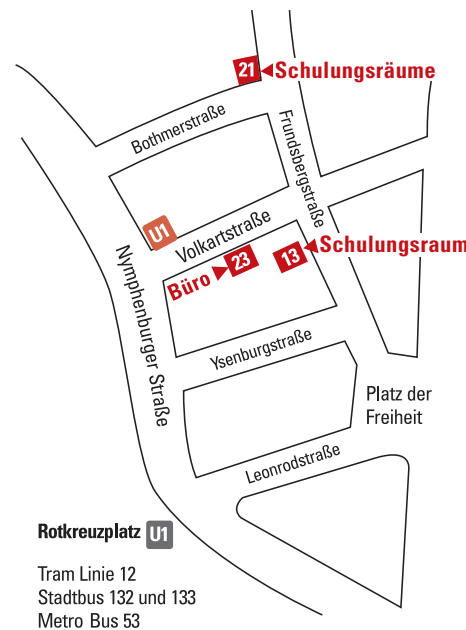 21 Schulungsräume
Bothmerstraße
Frundsbergstraße
U1
Volkartstraße
Schulungsraum
13
Büro 23
Nymphenburger Straße
Ysenburgstraße
Platz der
Freiheit
Leonrodstraße
Rotkreuzplatz U1
Tram Linie 12
Stadtbus 132 und 133
Metro Bus 53